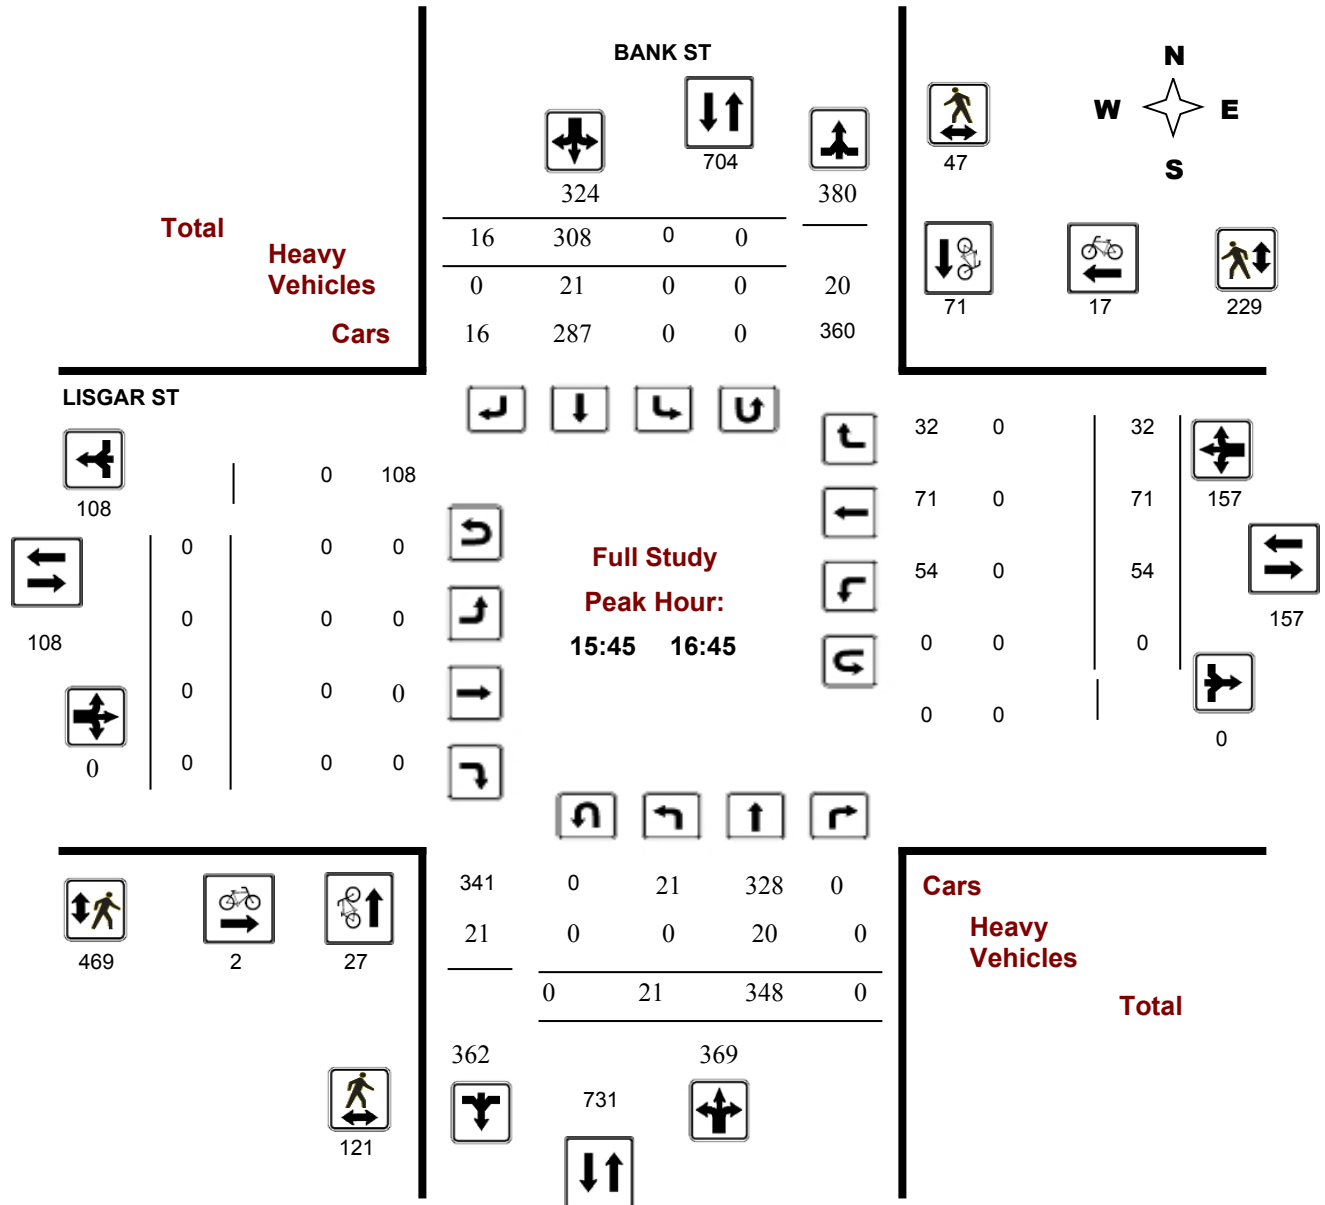 BANK ST
N
W E
S
704
47
324 380
Total
16 308 0 0
Heavy
Vehicles
0 21 0 0 20
71 17 229
Cars
16 287 0 0 360
LISGAR ST
32 0 32
0 108
108
71 0 71 157
0 0 0
Full Study
54 0 54
Peak Hour:
0 0 0
157
108
15:45 16:45
0 0 0
0 0 0
0 0
0
0 0 0 0
341 0 21 328 0
Cars
21 0 0 20 0
Heavy
Vehicles
469 2 27
0 21 348 0
Total
362 369
731
121